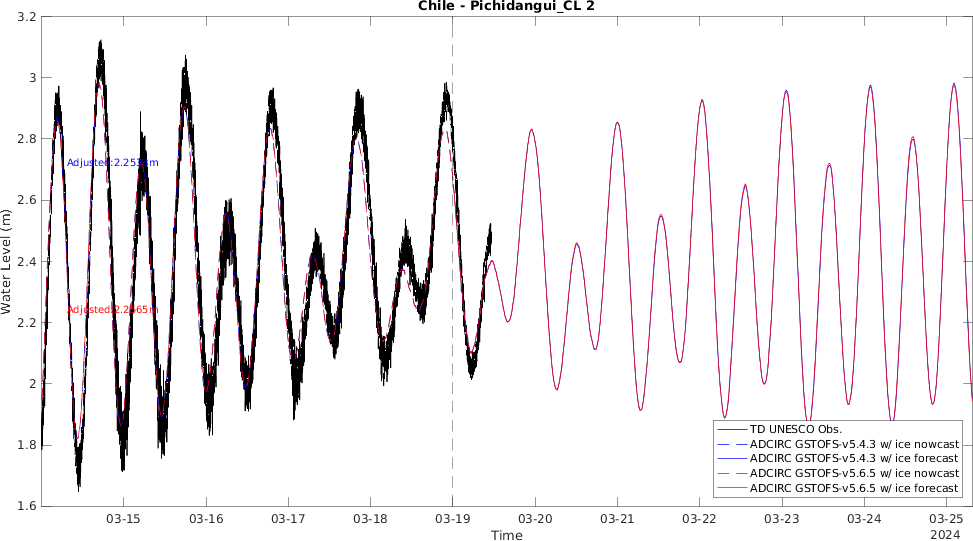 Chile - Pichidangui_CL 2
3.2
3
2.8
2.6
2.4
2.2
2
1.8
1.6
Water Level (m)
Adjusted:
Adjusted:
03-15
03-16
03-17
03-18
03-19
03-20
03-21
03-22
03-23
03-24
03-25
2024
Time
TD UNESCO Obs.
ADCIRC GSTOFS-v5.4.3 w/ ice nowcast
ADCIRC GSTOFS-v5.4.3 w/ ice forecast
ADCIRC GSTOFS-v5.6.5 w/ ice nowcast
ADCIRC GSTOFS-v5.6.5 w/ ice forecast